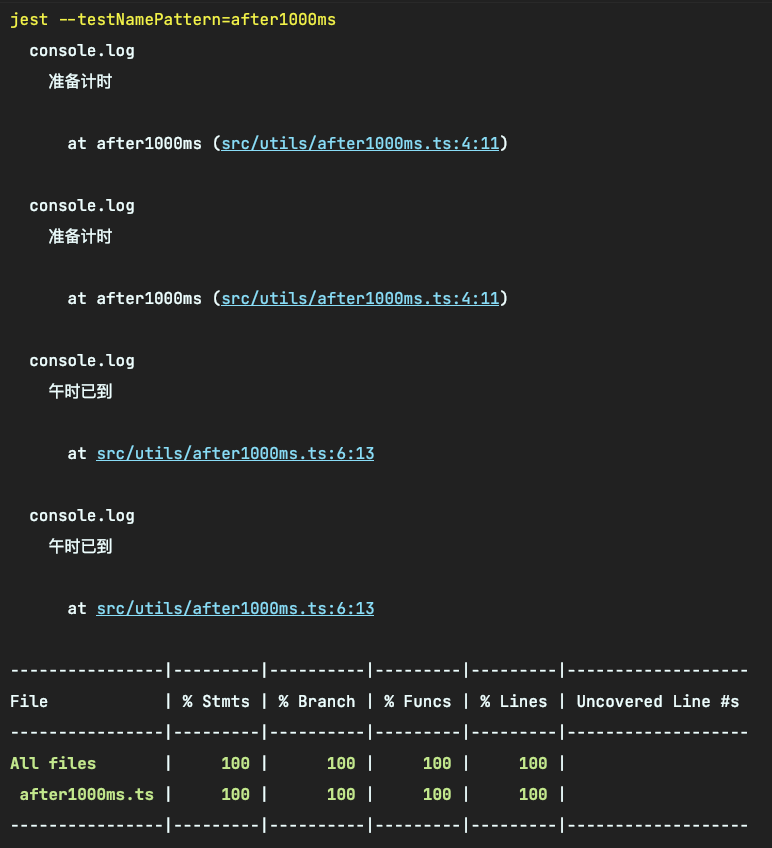 jest --testNamePattern=after1000ms
console.log
准备计时
at after1000ms (src/utils/after1000ms.ts:4:11)
console.log
准备计时
at after1000ms (src/utils/after1000ms.ts:4:11)
console.log
午时已到
at src/utils/after1000ms.ts:6:13
console.log
午时已到
at src/utils/after1000ms.ts:6:13
----------------|---------|----------|---------|---------|-------------------
File            | % Stmts | % Branch | % Funcs | % Lines | Uncovered Line #s
----------------|---------|----------|---------|---------|-------------------
All files       |     100 |      100 |     100 |     100 |
 after1000ms.ts |     100 |      100 |     100 |     100 |
----------------|---------|----------|---------|---------|-------------------